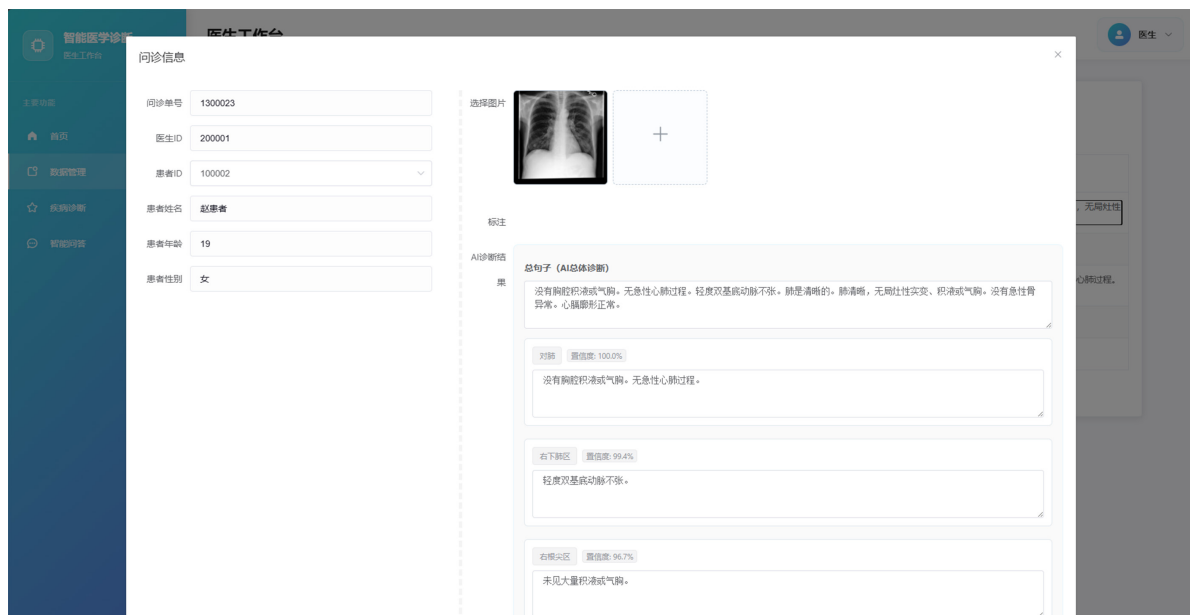 智能医学诊断
医生工作台
医生工作台
医生
主要功能
首页
数据管理
疾病诊断
智能问答
问诊信息
问诊单号 1300023
医生ID 200001
患者ID 100002
患者姓名 赵患者
患者年龄 19
患者性别 女
选择图片
标注
AI诊断结
果
总句子（AI总体诊断）
没有胸腔积液或气胸。无急性心肺过程。轻度双基底动脉不张。肺是清晰的。肺清晰，无局灶性实变、积液或气胸。没有急性骨
异常。心膈廓形正常。
对肺 置信度: 100.0%
没有胸腔积液或气胸。无急性心肺过程。
右下肺区 置信度: 99.4%
轻度双基底动脉不张。
右根尖区 置信度: 96.7%
未见大量积液或气胸。
，无局灶性
心肺过程。